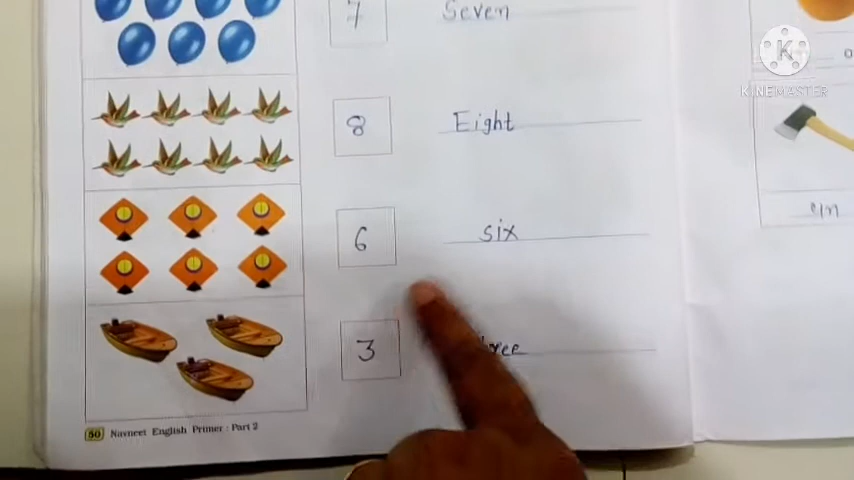 7 Seven
8 Eight
6 six
3
50 Navneet English Primer : Part 2
K
KINEMASTER